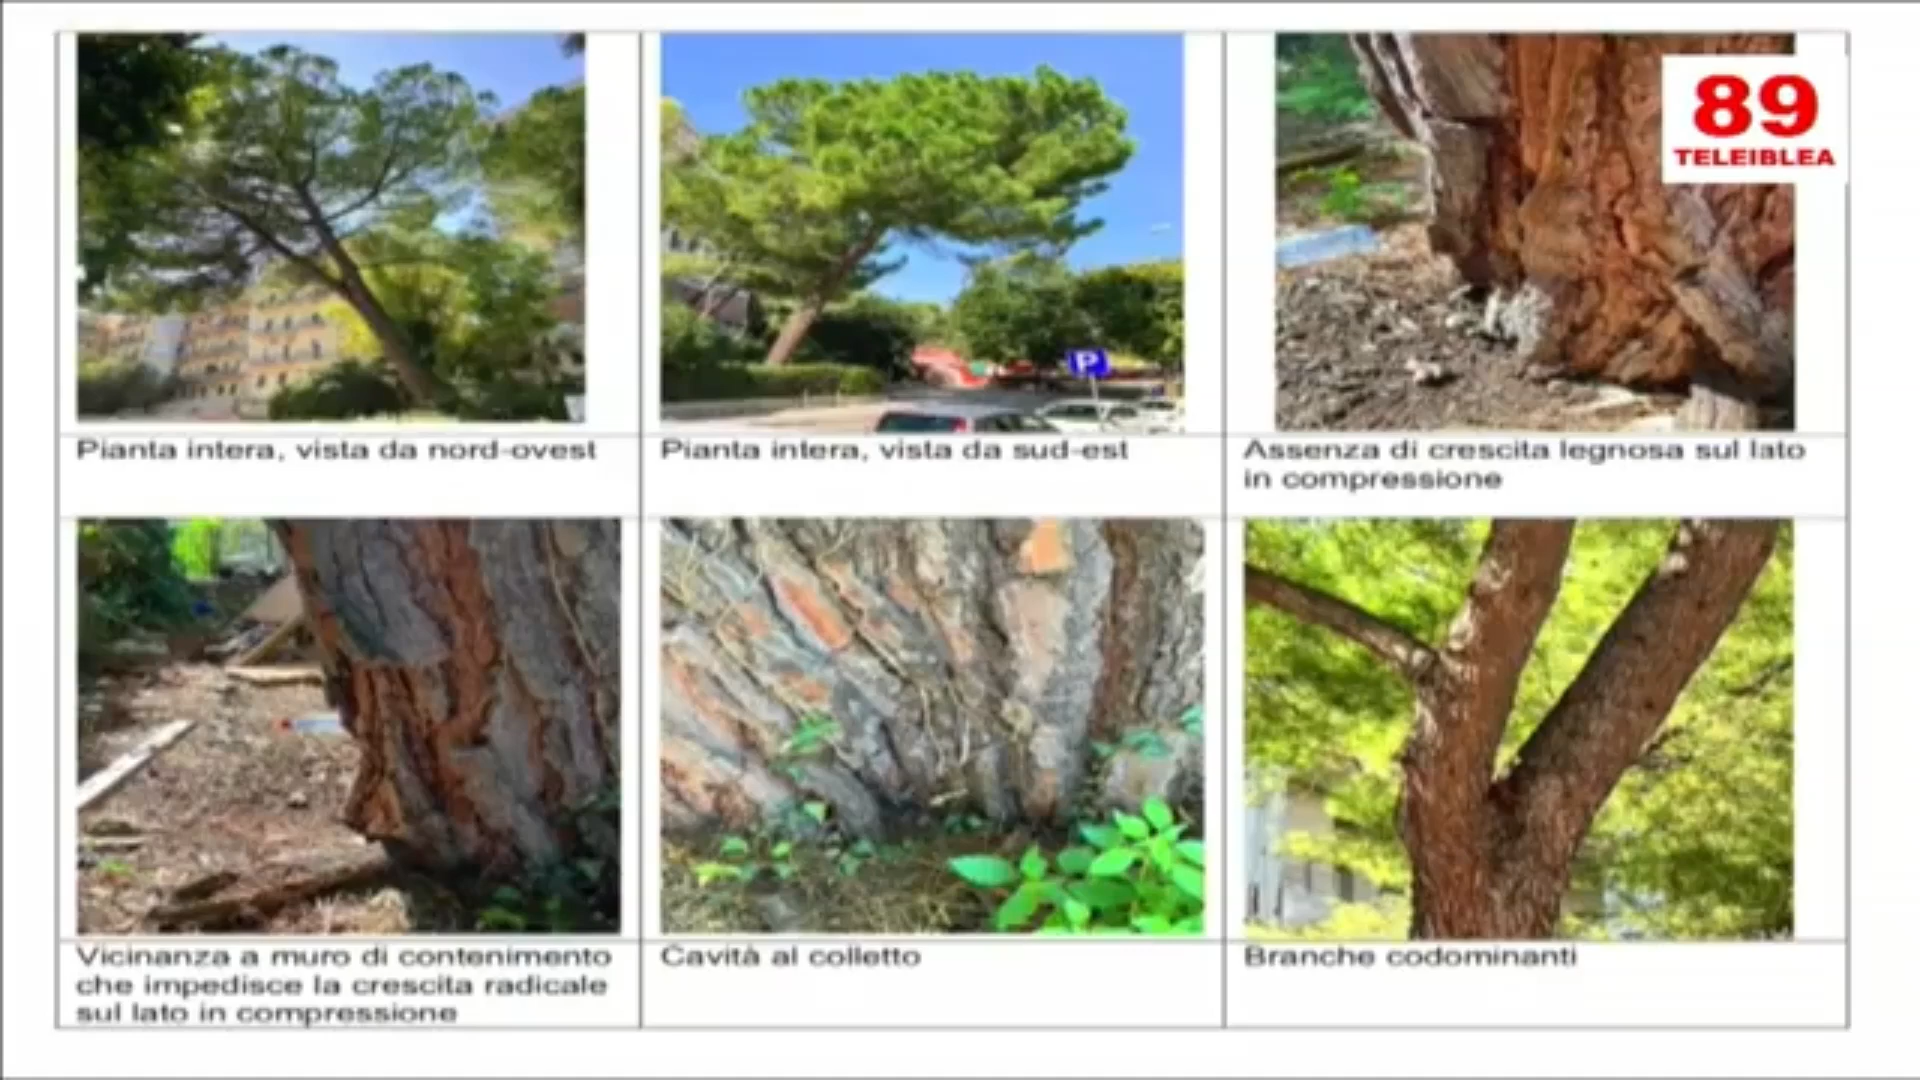 89
TELEIBLEA
P
Pianta intera, vista da nord-ovest
Pianta intera, vista da sud-est
Assenza di crescita legnosa sul lato
in compressione
Vicinanza a muro di contenimento
che impedisce la crescita radicale
sul lato in compressione
Cavità al colletto
Branche codominanti